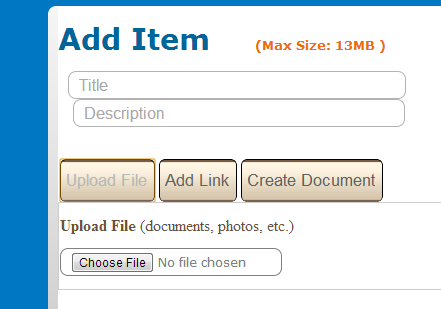 Add Item (Max Size: 13MB )
Title
Description
Upload File Add Link Create Document
Upload File (documents, photos, etc.)
Choose File No file chosen